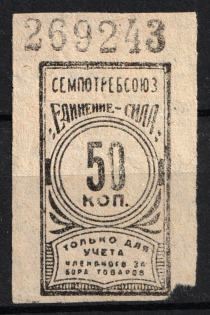 269243
СЕМПОТРЕБСОЮЗ
ЕДИНЕНИЕ-СИЛА
50
КОП.
ТОЛЬКО ДЛЯ
УЧЕТА
ЧЛЕНСКОГО ЗА
БОРА ТОВАРОВ